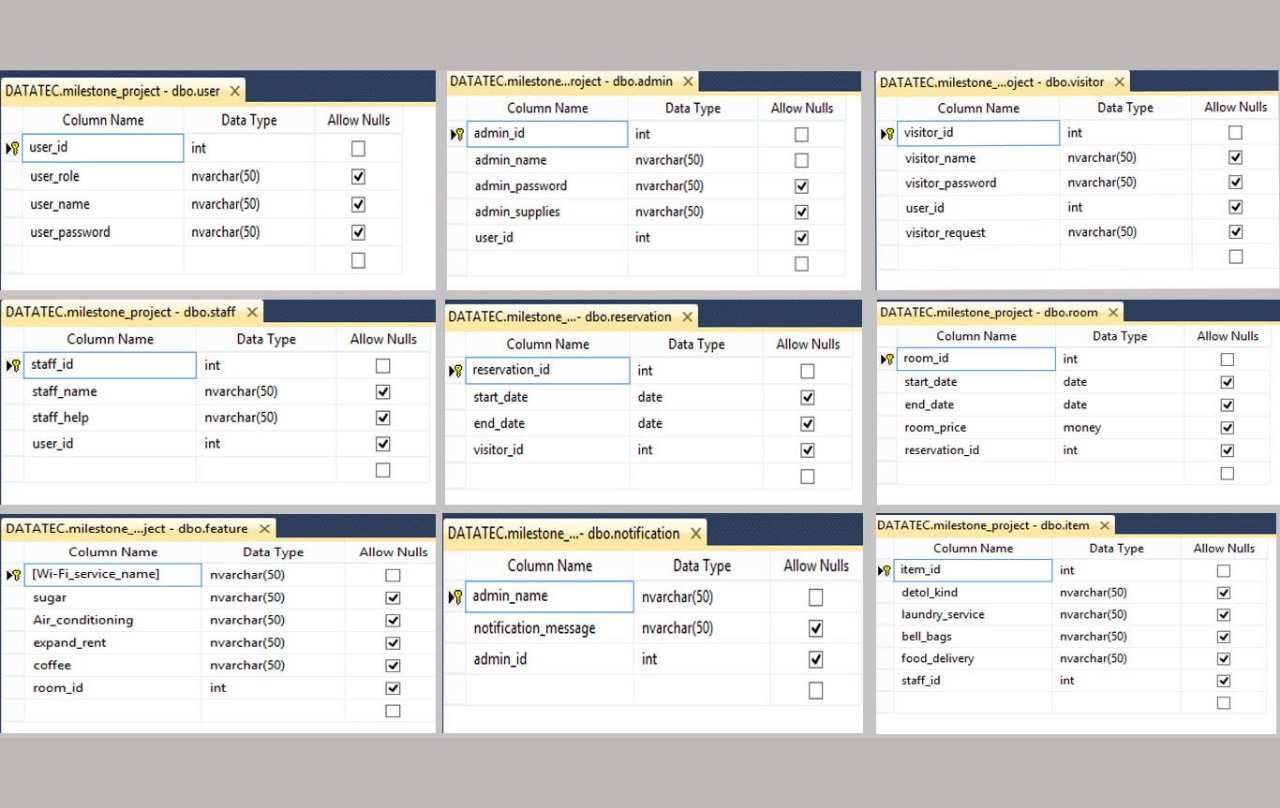 DATATEC.milestone_project - dbo.user
Column Name Data Type Allow Nulls
user_id int
user_role nvarchar(50)
user_name nvarchar(50)
user_password nvarchar(50)
DATATEC.milestone...roject - dbo.admin
Column Name Data Type Allow Nulls
admin_id int
admin_name nvarchar(50)
admin_password nvarchar(50)
admin_supplies nvarchar(50)
user_id int
DATATEC.milestone_...oject - dbo.visitor
Column Name Data Type Allow Nulls
visitor_id int
visitor_name nvarchar(50)
visitor_password nvarchar(50)
user_id int
visitor_request nvarchar(50)
DATATEC.milestone_project - dbo.staff
Column Name Data Type Allow Nulls
staff_id int
staff_name nvarchar(50)
staff_help nvarchar(50)
user_id int
DATATEC.milestone_...- dbo.reservation
Column Name Data Type Allow Nulls
reservation_id int
start_date date
end_date date
visitor_id int
DATATEC.milestone_project - dbo.room
Column Name Data Type Allow Nulls
room_id int
start_date date
end_date date
room_price money
reservation_id int
DATATEC.milestone_...ject - dbo.feature
Column Name Data Type Allow Nulls
[Wi-Fi_service_name] nvarchar(50)
sugar nvarchar(50)
Air_conditioning nvarchar(50)
expand_rent nvarchar(50)
coffee nvarchar(50)
room_id int
DATATEC.milestone_...- dbo.notification
Column Name Data Type Allow Nulls
admin_name nvarchar(50)
notification_message nvarchar(50)
admin_id int
DATATEC.milestone_project - dbo.item
Column Name Data Type Allow Nulls
item_id int
detol_kind nvarchar(50)
laundry_service nvarchar(50)
bell_bags nvarchar(50)
food_delivery nvarchar(50)
staff_id int